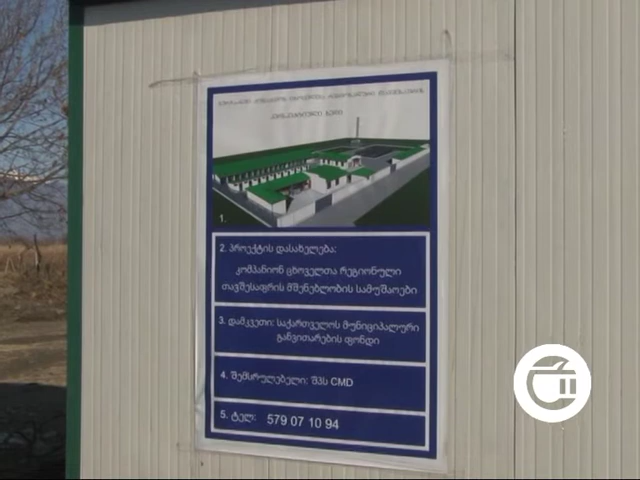 1.
2. პროექტის დასახელება:
კომპანიონ ცხოველთა რეგიონული
თავშესაფრის მშენებლობის სამუშაოები
3. დამკვეთი: საქართველოს მუნიციპალური
განვითარების ფონდი
4. შემსრულებელი: შპს CMD
5. ტელ: 579 07 10 94